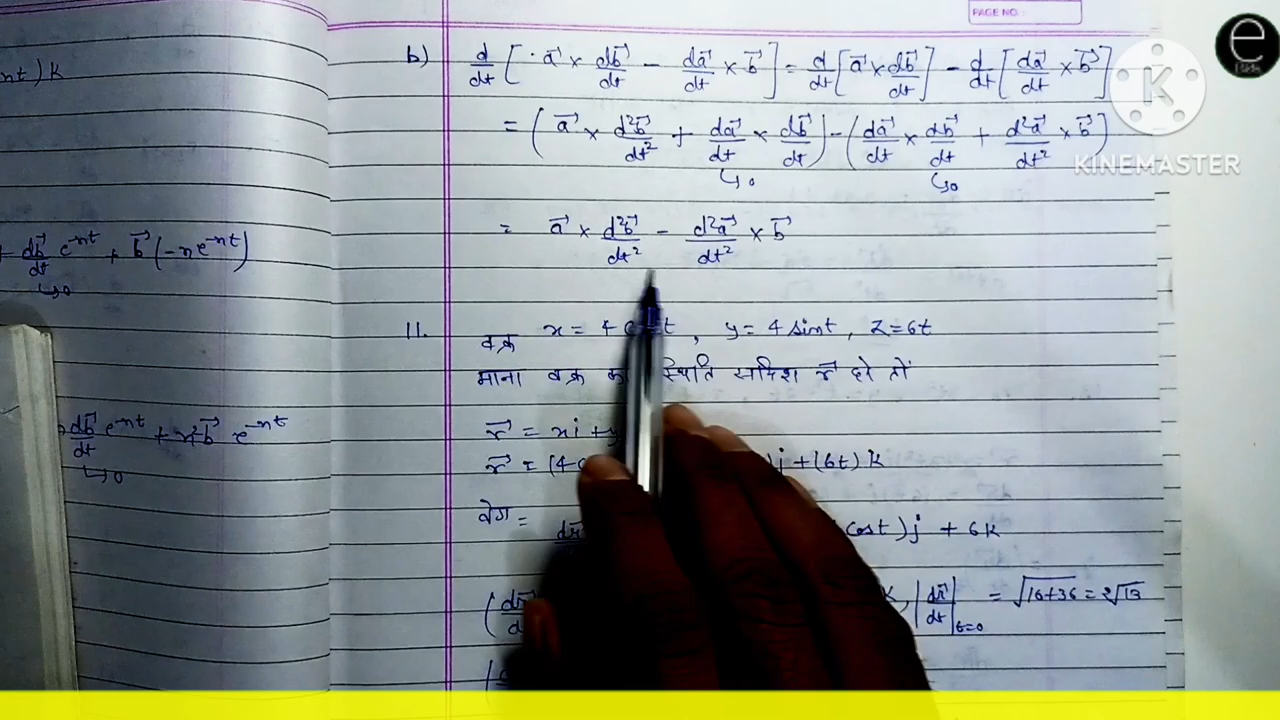 PAGE NO.:
e
K
KINEMASTER
nt) k
db⃗/dt e^-nt + b⃗ (-n e^-nt)
↳0
db⃗/dt e^-nt + n²b⃗ e^-nt
↳0
b) d/dt [a⃗ × db⃗/dt - da⃗/dt × b⃗] = d/dt [a⃗ × db⃗/dt] - d/dt [da⃗/dt × b⃗]
= (a⃗ × d²b⃗/dt² + da⃗/dt × db⃗/dt) - (da⃗/dt × db⃗/dt + d²a⃗/dt² × b⃗)
↳0 ↳0
= a⃗ × d²b⃗/dt² - d²a⃗/dt² × b⃗
11. वक्र x = 4 t, y = 4 sint, z = 6t
माना वक्र स्थिति सदिश r⃗ हो तो
r⃗ = xi +
r⃗ = (4 )j + (6t) k
वेग = cost) j + 6k
k, |dr⃗/dt|t=0 = √16+36 = 2√13